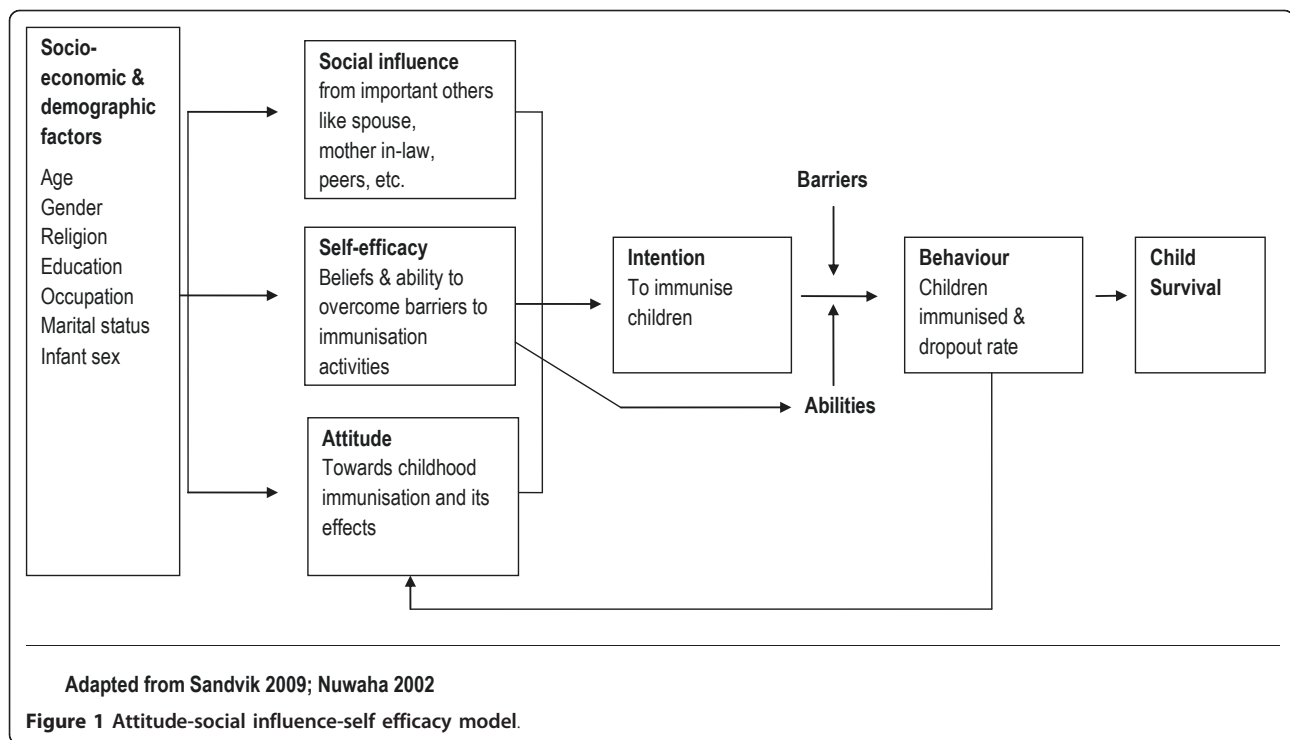 Socio-
economic &
demographic
factors
Age
Gender
Religion
Education
Occupation
Marital status
Infant sex
Social influence
from important others
like spouse,
mother in-law,
peers, etc.
Self-efficacy
Beliefs & ability to
overcome barriers to
immunisation
activities
Attitude
Towards childhood
immunisation and its
effects
Intention
To immunise
children
Barriers
Abilities
Behaviour
Children
immunised &
dropout rate
Child
Survival
Adapted from Sandvik 2009; Nuwaha 2002
Figure 1 Attitude-social influence-self efficacy model.